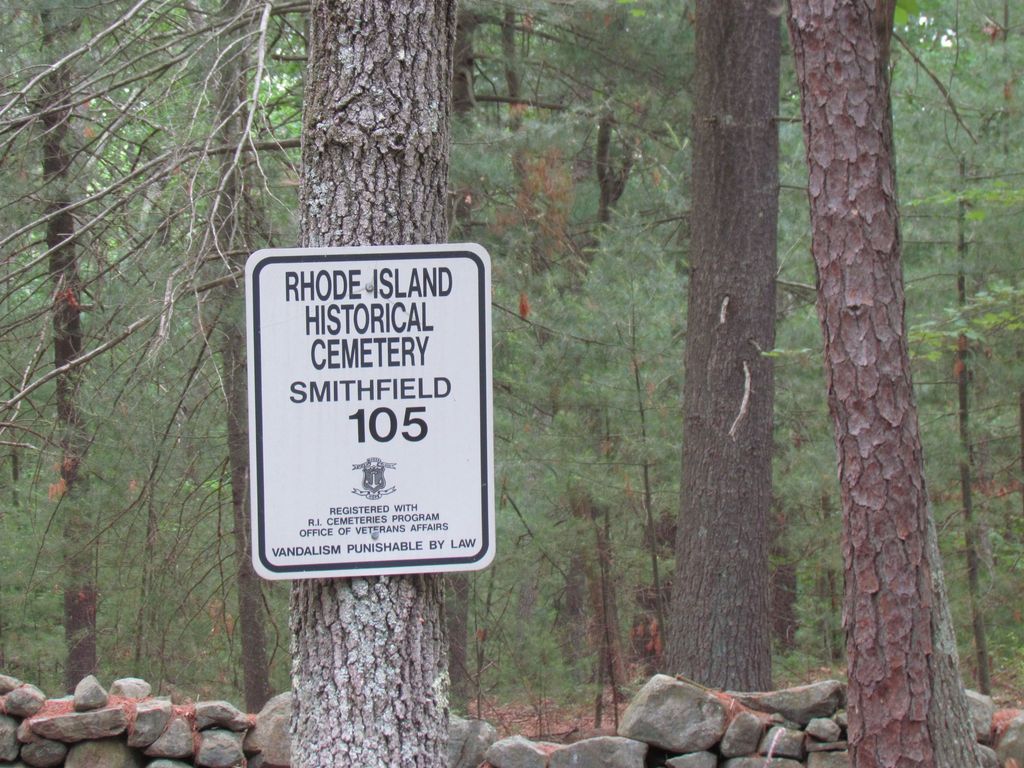 RHODE ISLAND
HISTORICAL
CEMETERY
SMITHFIELD
105
REGISTERED WITH
R.I. CEMETERIES PROGRAM
OFFICE OF VETERANS AFFAIRS
VANDALISM PUNISHABLE BY LAW